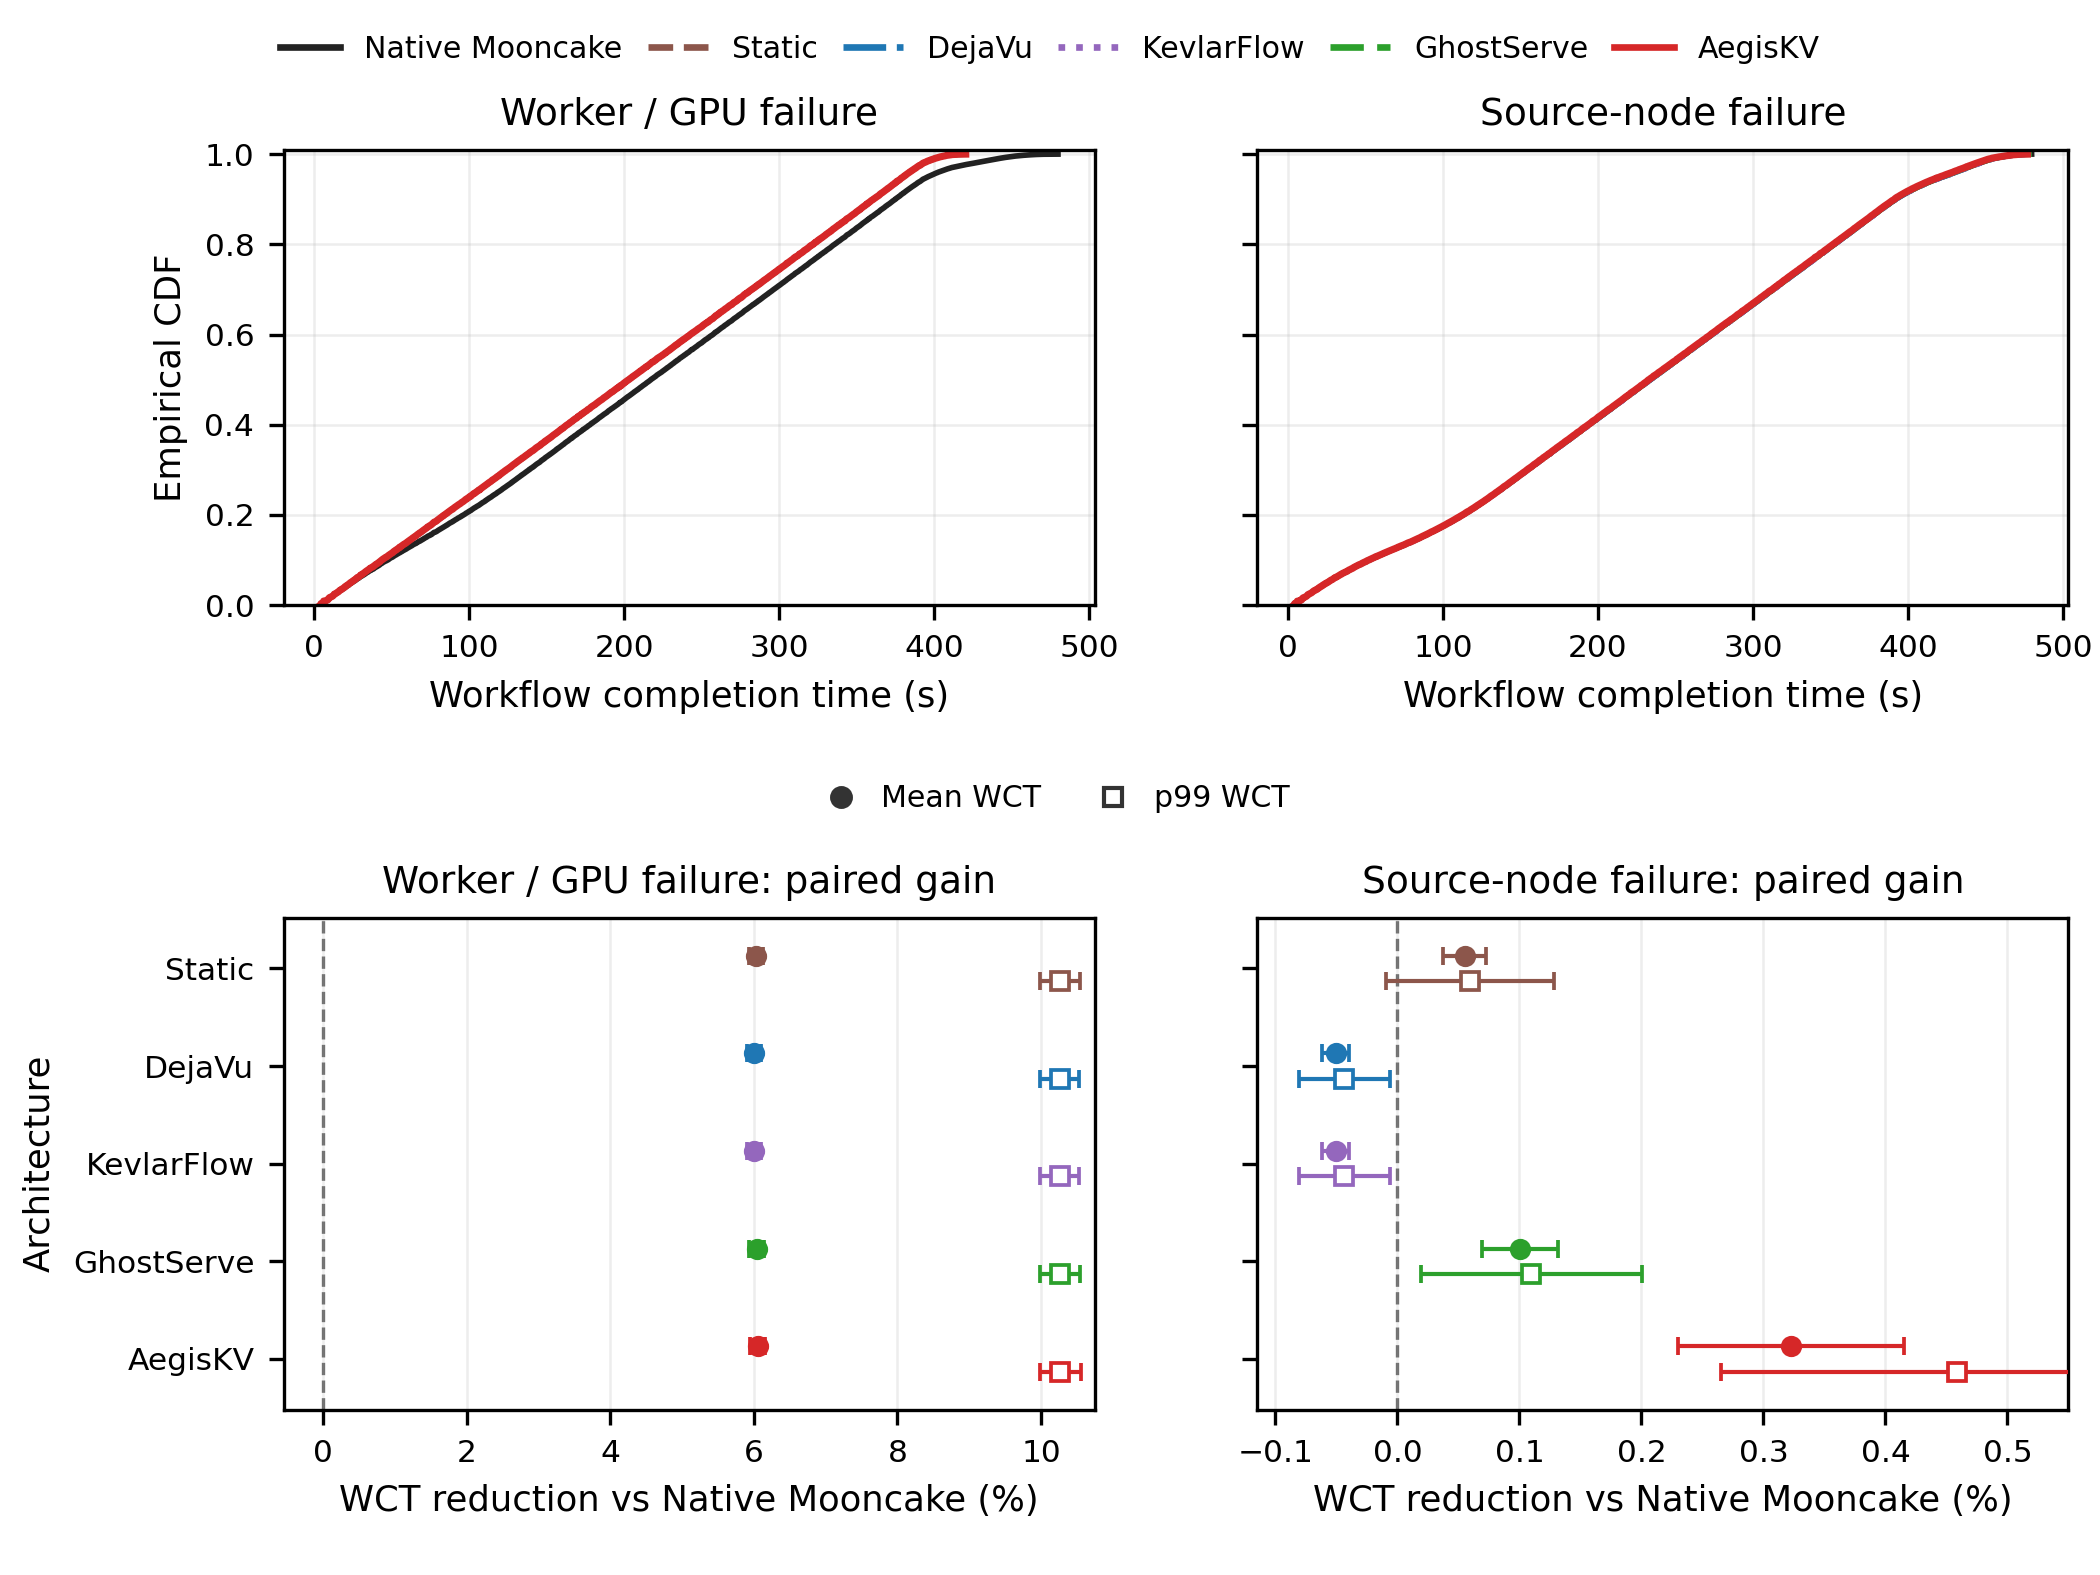 Native Mooncake Static DejaVu KevlarFlow GhostServe AegisKV
Worker / GPU failure
Source-node failure
Empirical CDF
1.0
0.8
0.6
0.4
0.2
0.0
0 100 200 300 400 500
0 100 200 300 400 500
Workflow completion time (s)
Workflow completion time (s)
Mean WCT p99 WCT
Worker / GPU failure: paired gain
Source-node failure: paired gain
Architecture
Static
DejaVu
KevlarFlow
GhostServe
AegisKV
0 2 4 6 8 10
−0.1 0.0 0.1 0.2 0.3 0.4 0.5
WCT reduction vs Native Mooncake (%)
WCT reduction vs Native Mooncake (%)